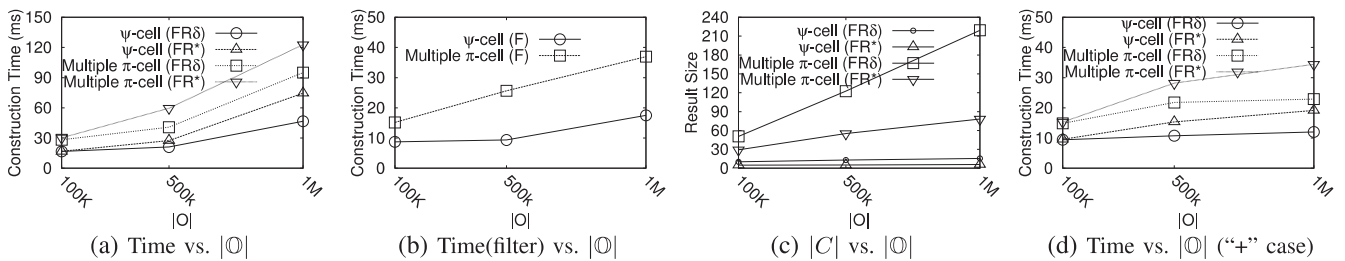 Construction Time (ms)
150
120
90
60
30
0
ψ-cell (FRδ)
ψ-cell (FR*)
Multiple π-cell (FRδ)
Multiple π-cell (FR*)
100K
500k
1M
|O|
(a) Time vs. |𝕆|
Construction Time (ms)
50
40
30
20
10
0
ψ-cell (F)
Multiple π-cell (F)
100K
500k
1M
|O|
(b) Time(filter) vs. |𝕆|
Result Size
240
210
180
150
120
90
60
30
0
ψ-cell (FRδ)
ψ-cell (FR*)
Multiple π-cell (FRδ)
Multiple π-cell (FR*)
100K
500k
1M
|O|
(c) |C| vs. |𝕆|
Construction Time (ms)
50
40
30
20
10
0
ψ-cell (FRδ)
ψ-cell (FR*)
Multiple π-cell (FRδ)
Multiple π-cell (FR*)
100K
500k
1M
|O|
(d) Time vs. |𝕆| (“+” case)